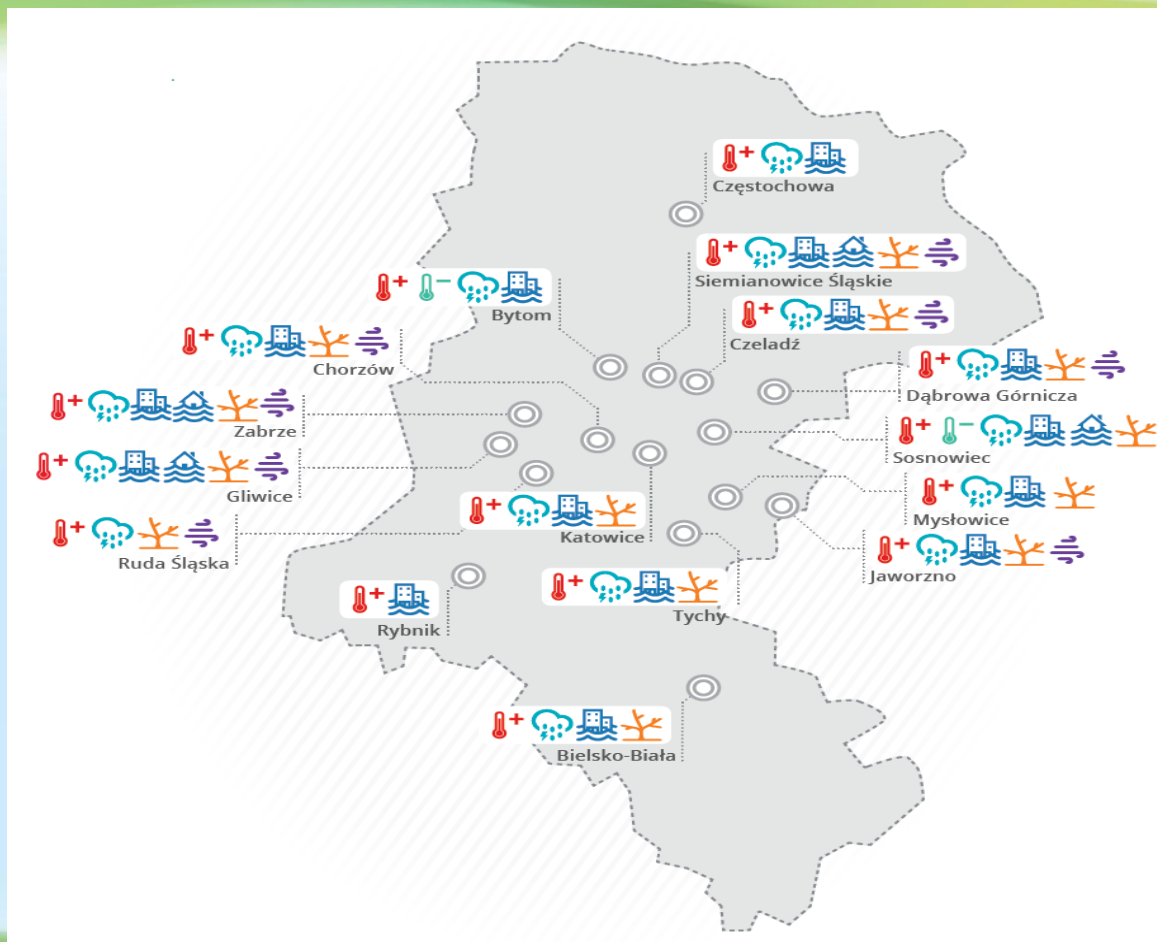 Częstochowa
Siemianowice Śląskie
Bytom
Czeladź
Chorzów
Dąbrowa Górnicza
Zabrze
Sosnowiec
Gliwice
Mysłowice
Katowice
Ruda Śląska
Jaworzno
Tychy
Rybnik
Bielsko-Biała